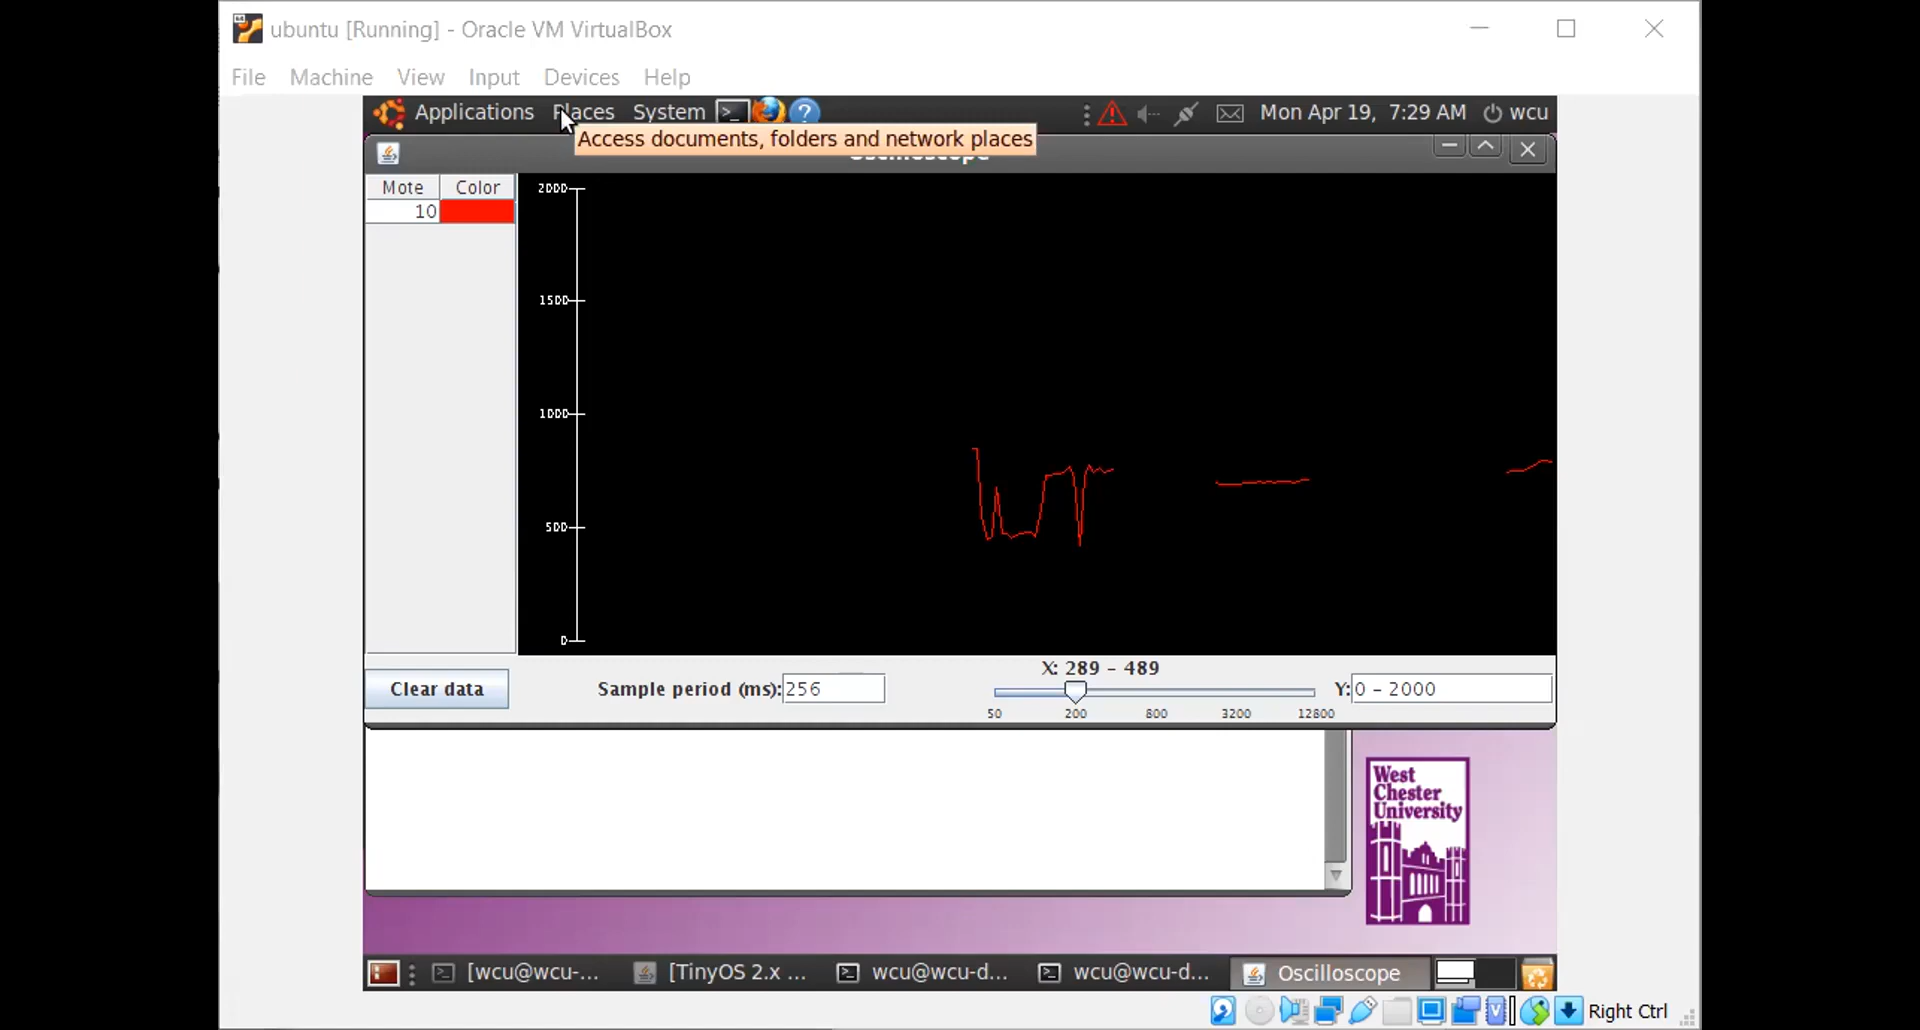 ubuntu [Running] - Oracle VM VirtualBox
File Machine View Input Devices Help
Applications Places System Mon Apr 19, 7:29 AM wcu
Access documents, folders and network places
Oscilloscope
Mote Color
10
2000
1500
1000
500
0
X: 289 - 489
Clear data Sample period (ms): 256 Y: 0 - 2000
50 200 800 3200 12800
West
Chester
University
[wcu@wcu-... [TinyOS 2.x ... wcu@wcu-d... wcu@wcu-d... Oscilloscope
Right Ctrl